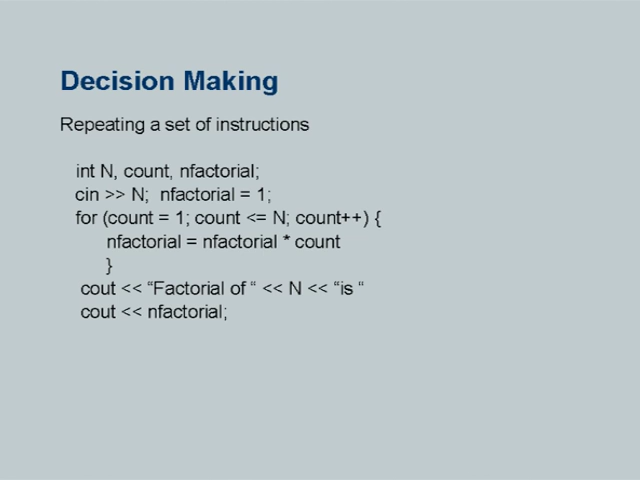 Decision Making
Repeating a set of instructions
int N, count, nfactorial;
cin >> N;  nfactorial = 1;
for (count = 1; count <= N; count++) {
nfactorial = nfactorial * count
}
cout << “Factorial of “ << N << “is “
cout << nfactorial;